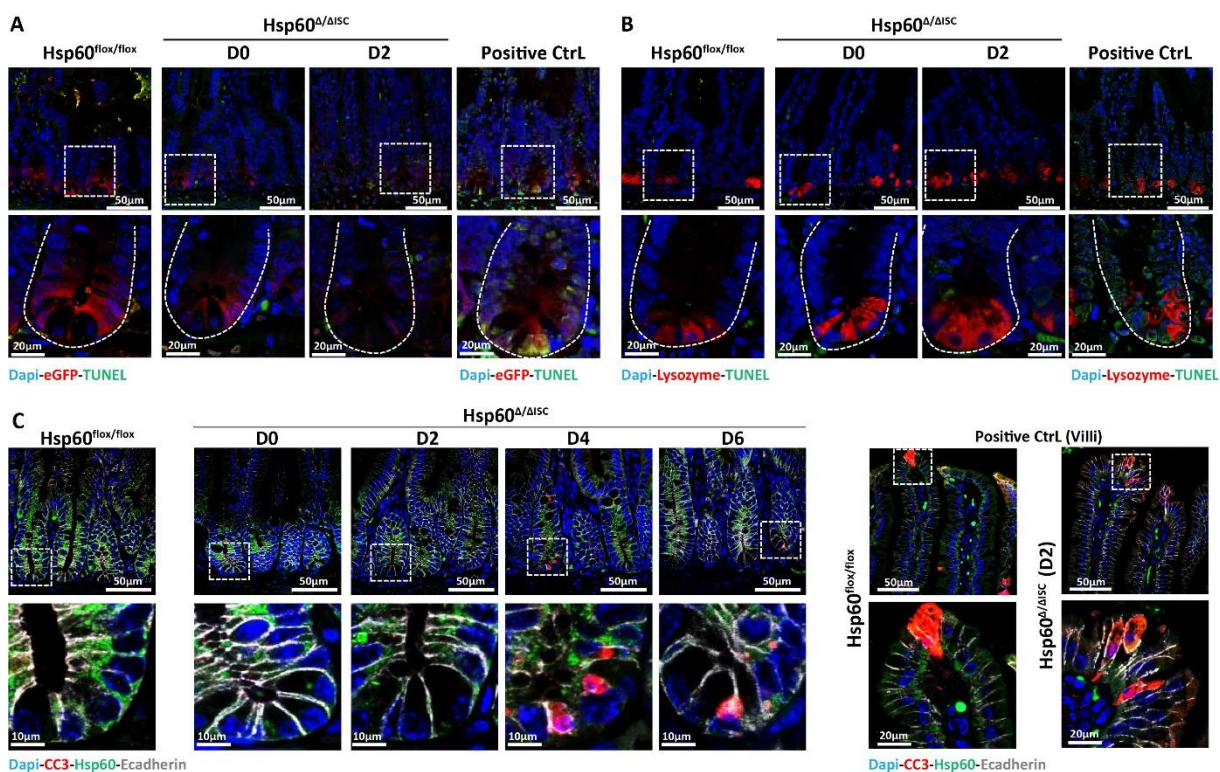 A
Hsp60Δ/ΔISC
Hsp60flox/flox D0 D2 Positive CtrL
50µm 50µm 50µm 50µm
20µm 20µm 20µm 20µm
Dapi-eGFP-TUNEL Dapi-eGFP-TUNEL
B
Hsp60Δ/ΔISC
Hsp60flox/flox D0 D2 Positive CtrL
50µm 50µm 50µm 50µm
20µm 20µm 20µm 20µm
Dapi-Lysozyme-TUNEL Dapi-Lysozyme-TUNEL
C
Hsp60Δ/ΔISC
Hsp60flox/flox D0 D2 D4 D6
50µm 50µm 50µm 50µm 50µm
10µm 10µm 10µm 10µm 10µm
Dapi-CC3-Hsp60-Ecadherin
Positive CtrL (Villi)
Hsp60flox/flox
Hsp60Δ/ΔISC (D2)
50µm 50µm
20µm 20µm
Dapi-CC3-Hsp60-Ecadherin